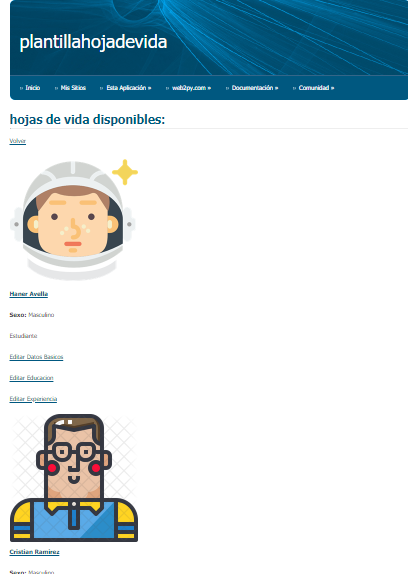 plantillahojadevida
» Inicio » Mis Sitios » Esta Aplicación » » web2py.com » » Documentación » » Comunidad »
hojas de vida disponibles:
Volver
Haner Avella
Sexo: Masculino
Estudiante
Editar Datos Basicos
Editar Educacion
Editar Experiencia
Cristian Ramirez
Sexo: Masculino